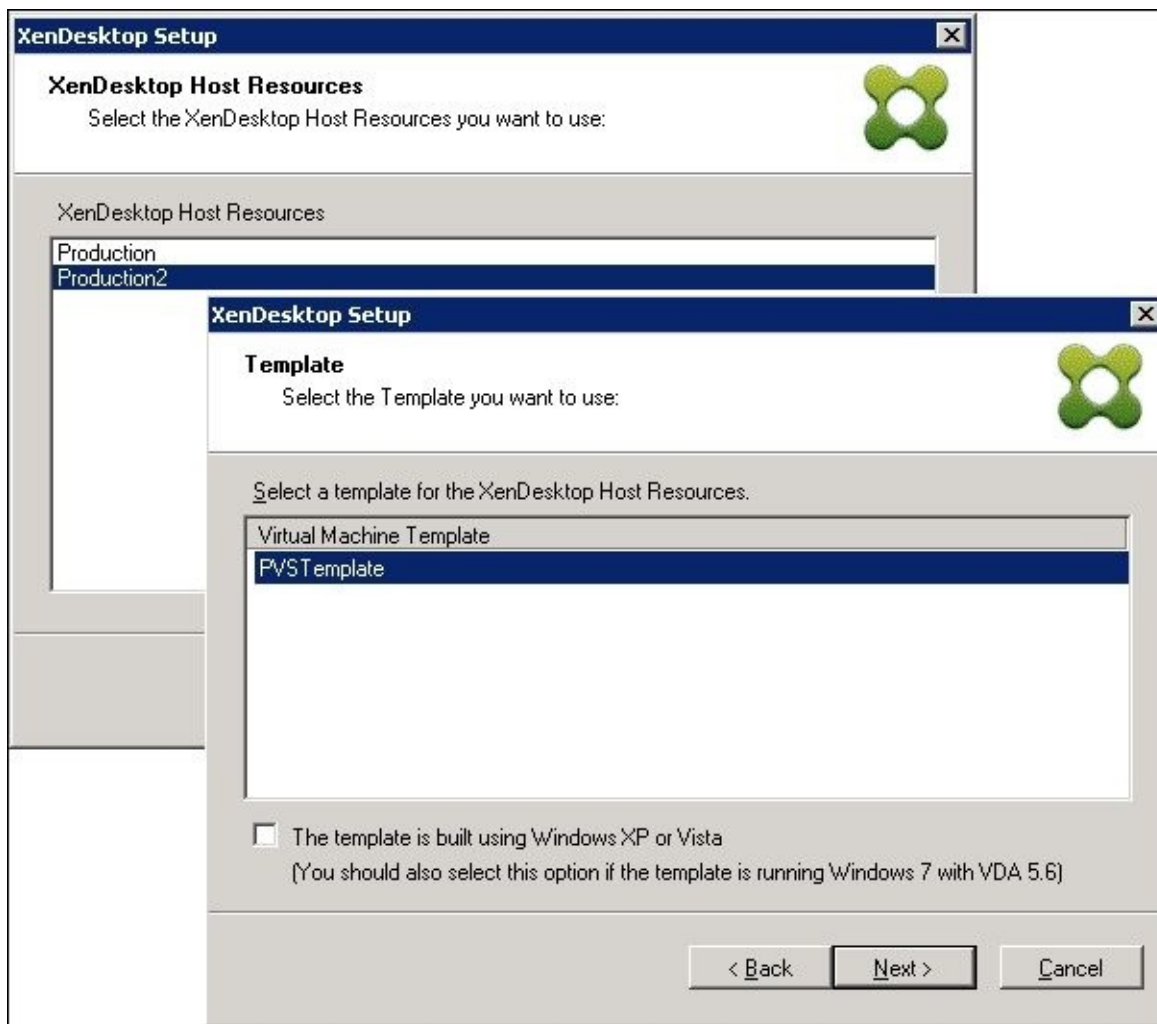 XenDesktop Setup
XenDesktop Host Resources
Select the XenDesktop Host Resources you want to use:
XenDesktop Host Resources
Production
Production2
XenDesktop Setup
Template
Select the Template you want to use:
Select a template for the XenDesktop Host Resources.
Virtual Machine Template
PVSTemplate
The template is built using Windows XP or Vista
(You should also select this option if the template is running Windows 7 with VDA 5.6)
< Back
Next >
Cancel